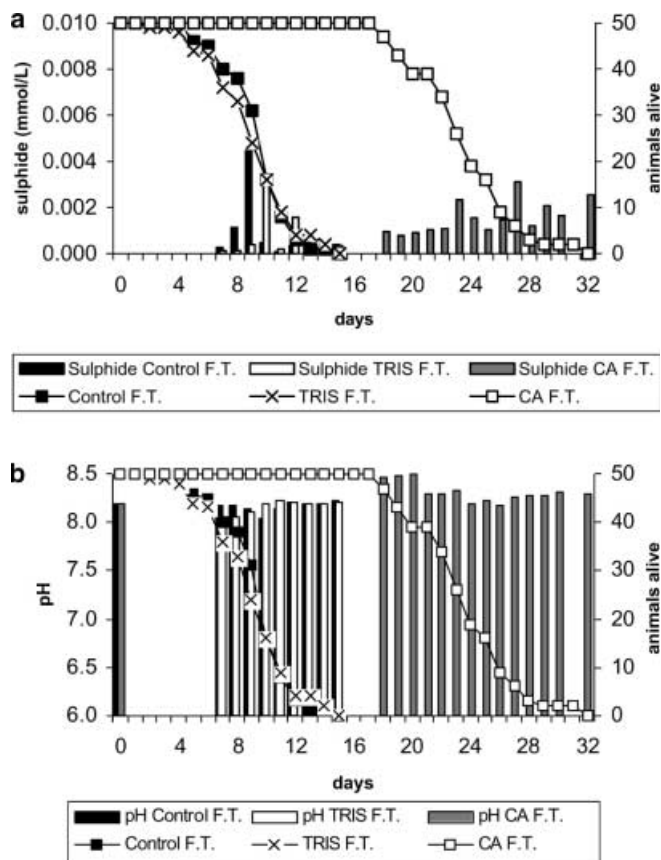 a
sulphide (mmol/L)
0.010
0.008
0.006
0.004
0.002
0.000
50
40
30
20
10
0
animals alive
0 4 8 12 16 20 24 28 32
days
Sulphide Control F.T. Sulphide TRIS F.T. Sulphide CA F.T.
Control F.T. TRIS F.T. CA F.T.
b
pH
8.5
8.0
7.5
7.0
6.5
6.0
50
40
30
20
10
0
animals alive
0 4 8 12 16 20 24 28 32
days
pH Control F.T. pH TRIS F.T. pH CA F.T.
Control F.T. TRIS F.T. CA F.T.